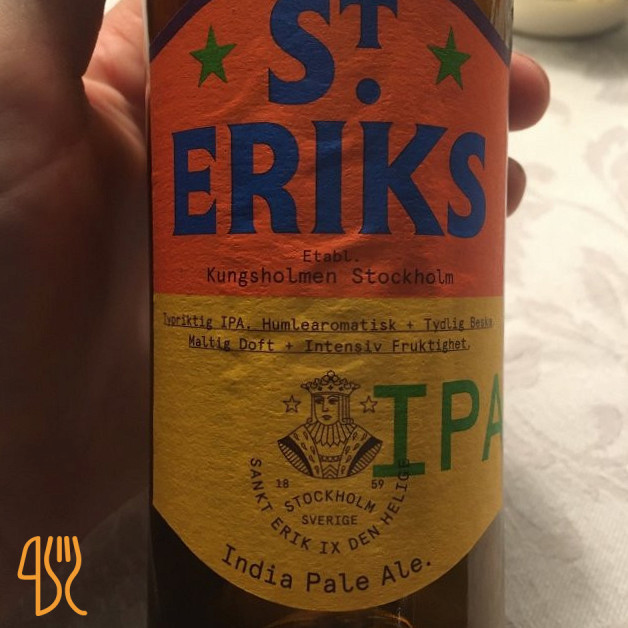 ST.
ERIKS
Etabl.
Kungsholmen Stockholm
Typriktig IPA. Humlearomatisk + Tydlig Beska
Maltig Doft + Intensiv Fruktighet.
IPA
18 59
STOCKHOLM
SVERIGE
SANKT ERIK IX DEN HELIGE
India Pale Ale.